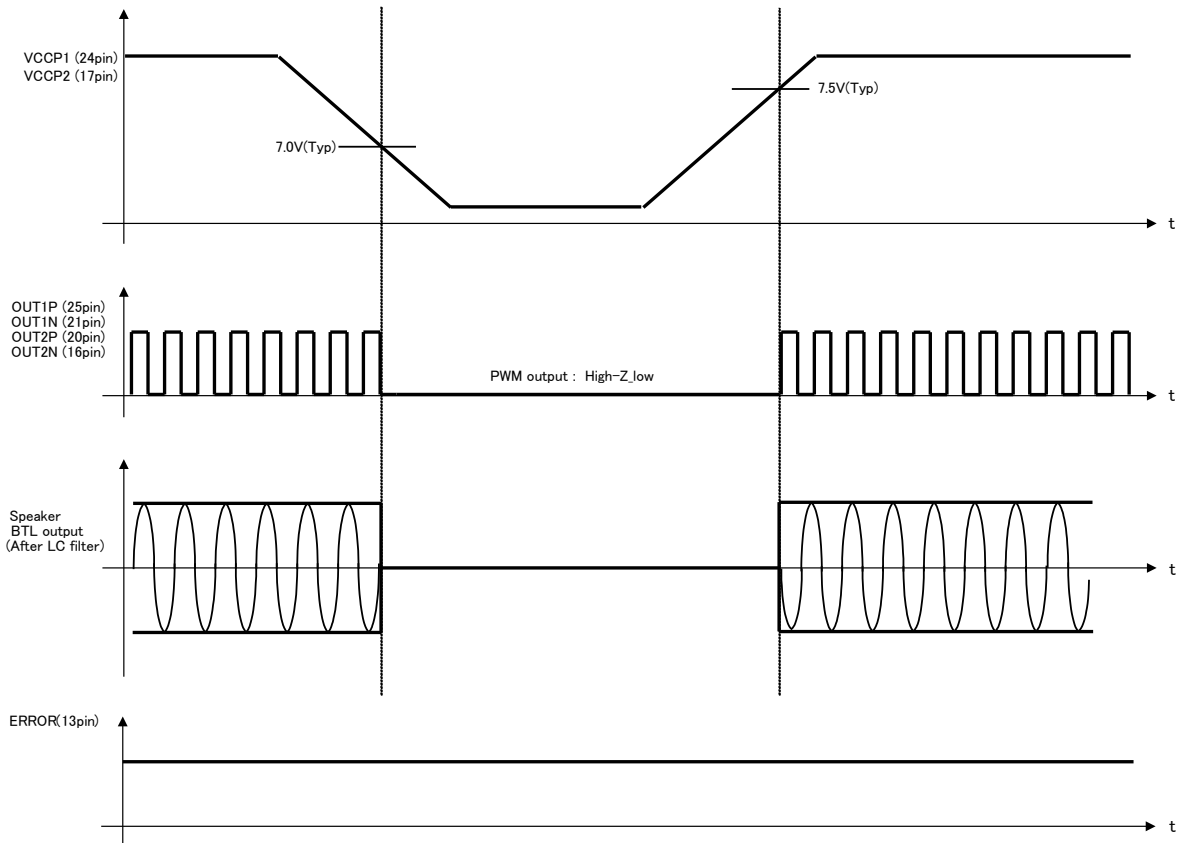 VCCP1 (24pin)
VCCP2 (17pin)
7.5V(Typ)
7.0V(Typ)
t
OUT1P (25pin)
OUT1N (21pin)
OUT2P (20pin)
OUT2N (16pin)
PWM output : High-Z_low
t
Speaker
BTL output
(After LC filter)
t
ERROR(13pin)
t